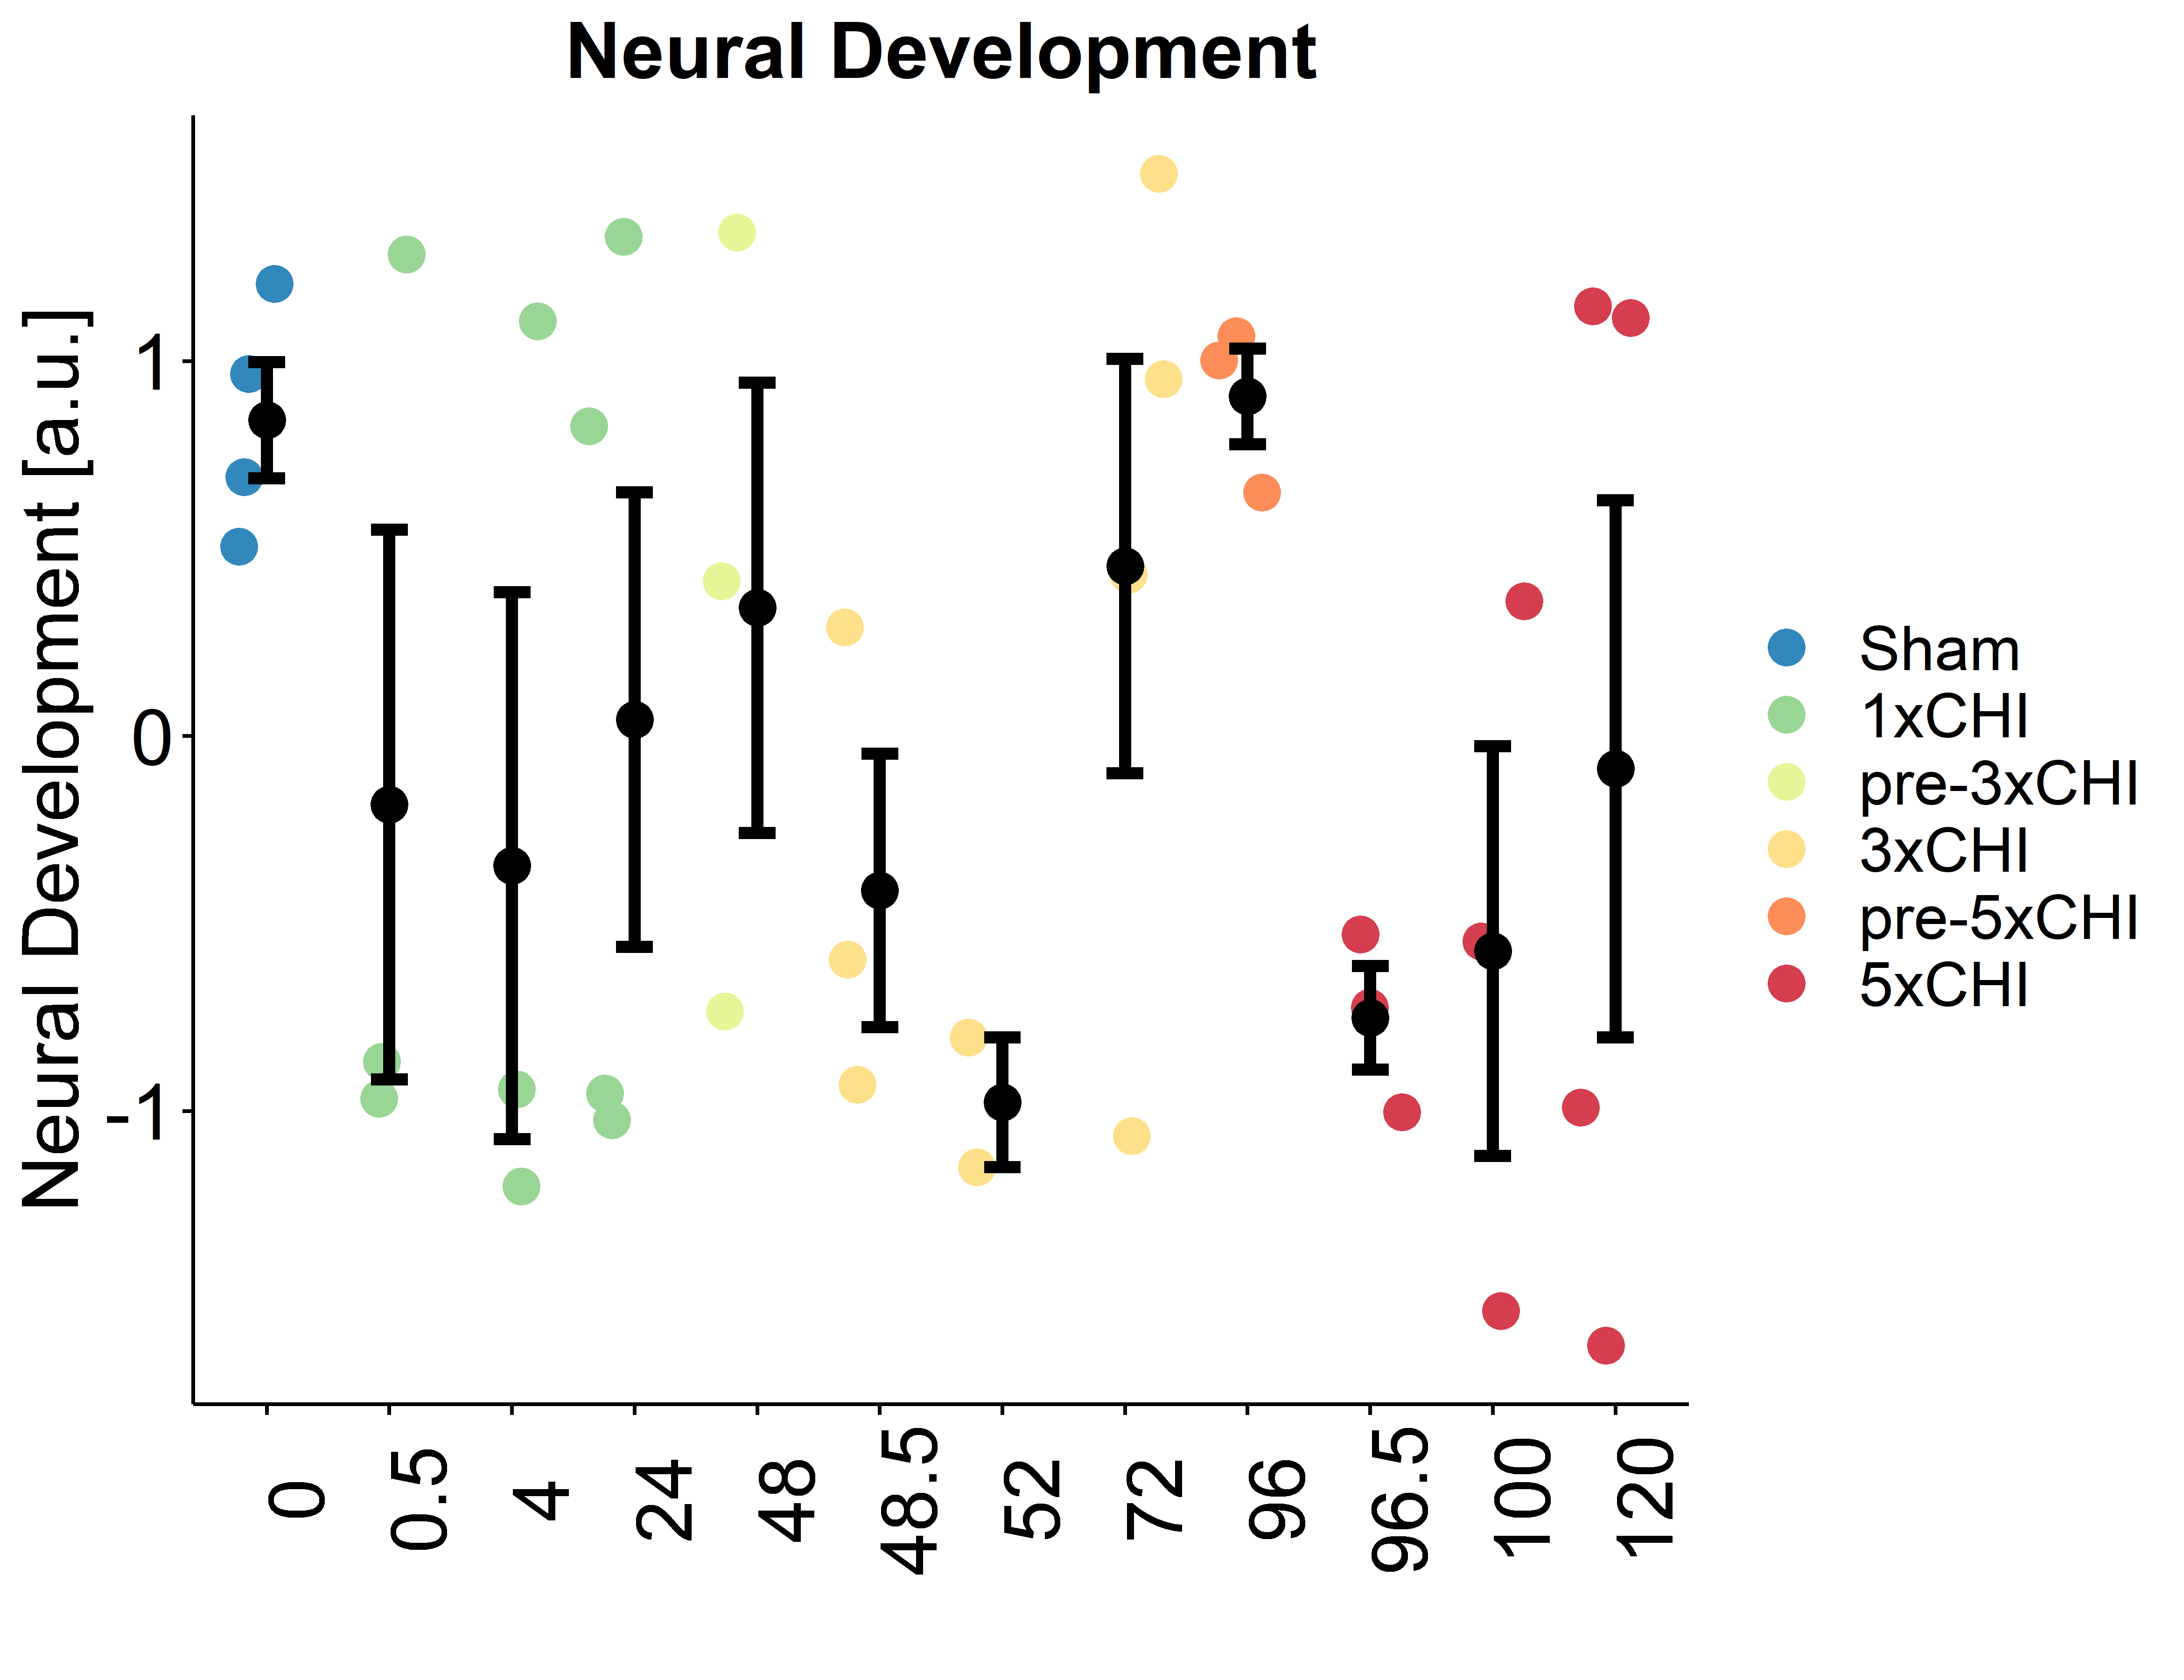 Neural Development
Neural Development [a.u.]
1
0
-1
0
0.5
4
24
48
48.5
52
72
96
96.5
100
120
Sham
1xCHI
pre-3xCHI
3xCHI
pre-5xCHI
5xCHI